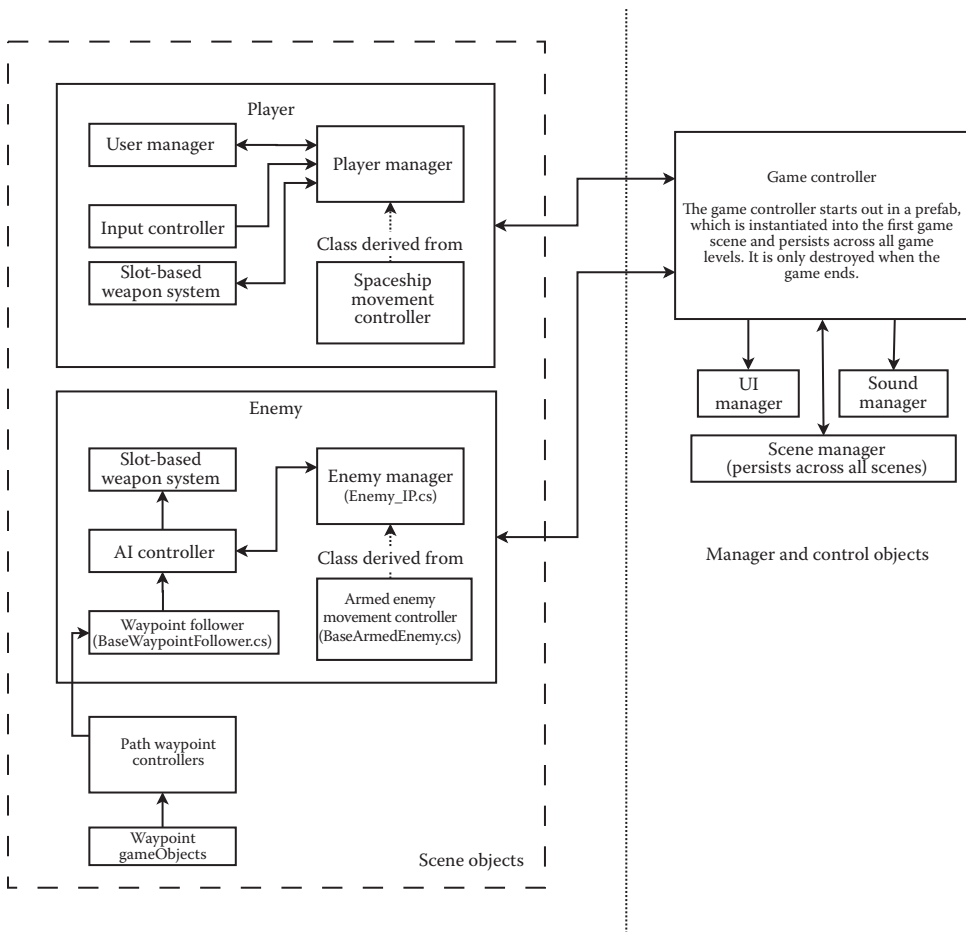 Player
User manager
Player manager
Input controller
Class derived from
Slot-based
weapon system
Spaceship
movement
controller
Enemy
Slot-based
weapon system
Enemy manager
(Enemy_IP.cs)
AI controller
Class derived from
Waypoint follower
(BaseWaypointFollower.cs)
Armed enemy
movement controller
(BaseArmedEnemy.cs)
Path waypoint
controllers
Waypoint
gameObjects
Scene objects
Game controller
The game controller starts out in a prefab,
which is instantiated into the first game
scene and persists across all game
levels. It is only destroyed when the
game ends.
UI
manager
Sound
manager
Scene manager
(persists across all scenes)
Manager and control objects